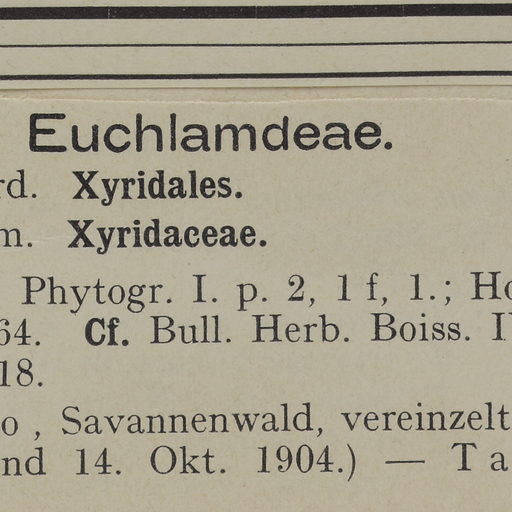 Euchlamdeae.
rd. Xyridales.
m. Xyridaceae.
Phytogr. I. p. 2, 1 f, 1.; Ho
64. Cf. Bull. Herb. Boiss. I
18.
o , Savannenwald, vereinzelt
nd 14. Okt. 1904.) — Ta